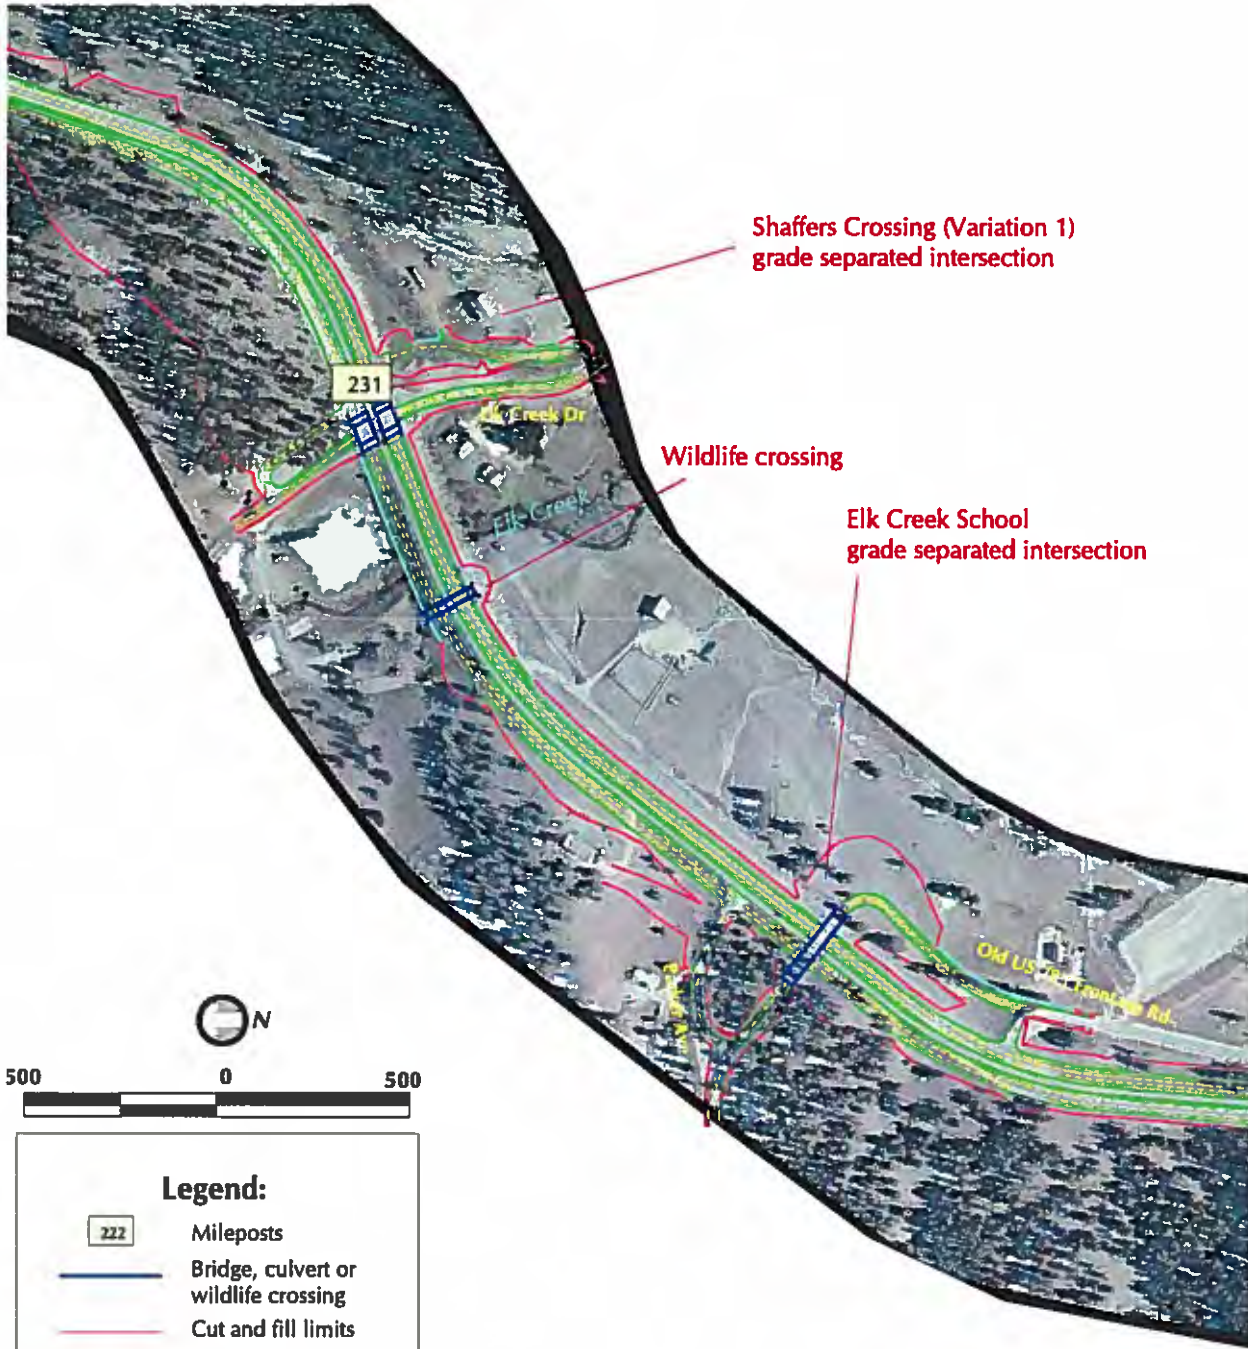 Shaffers Crossing (Variation 1)
grade separated intersection
231
Elk Creek Dr
Wildlife crossing
Elk Creek
Elk Creek School
grade separated intersection
Old US
Frontage Rd.
N
500 0 500
Legend:
222 Mileposts
Bridge, culvert or
wildlife crossing
Cut and fill limits